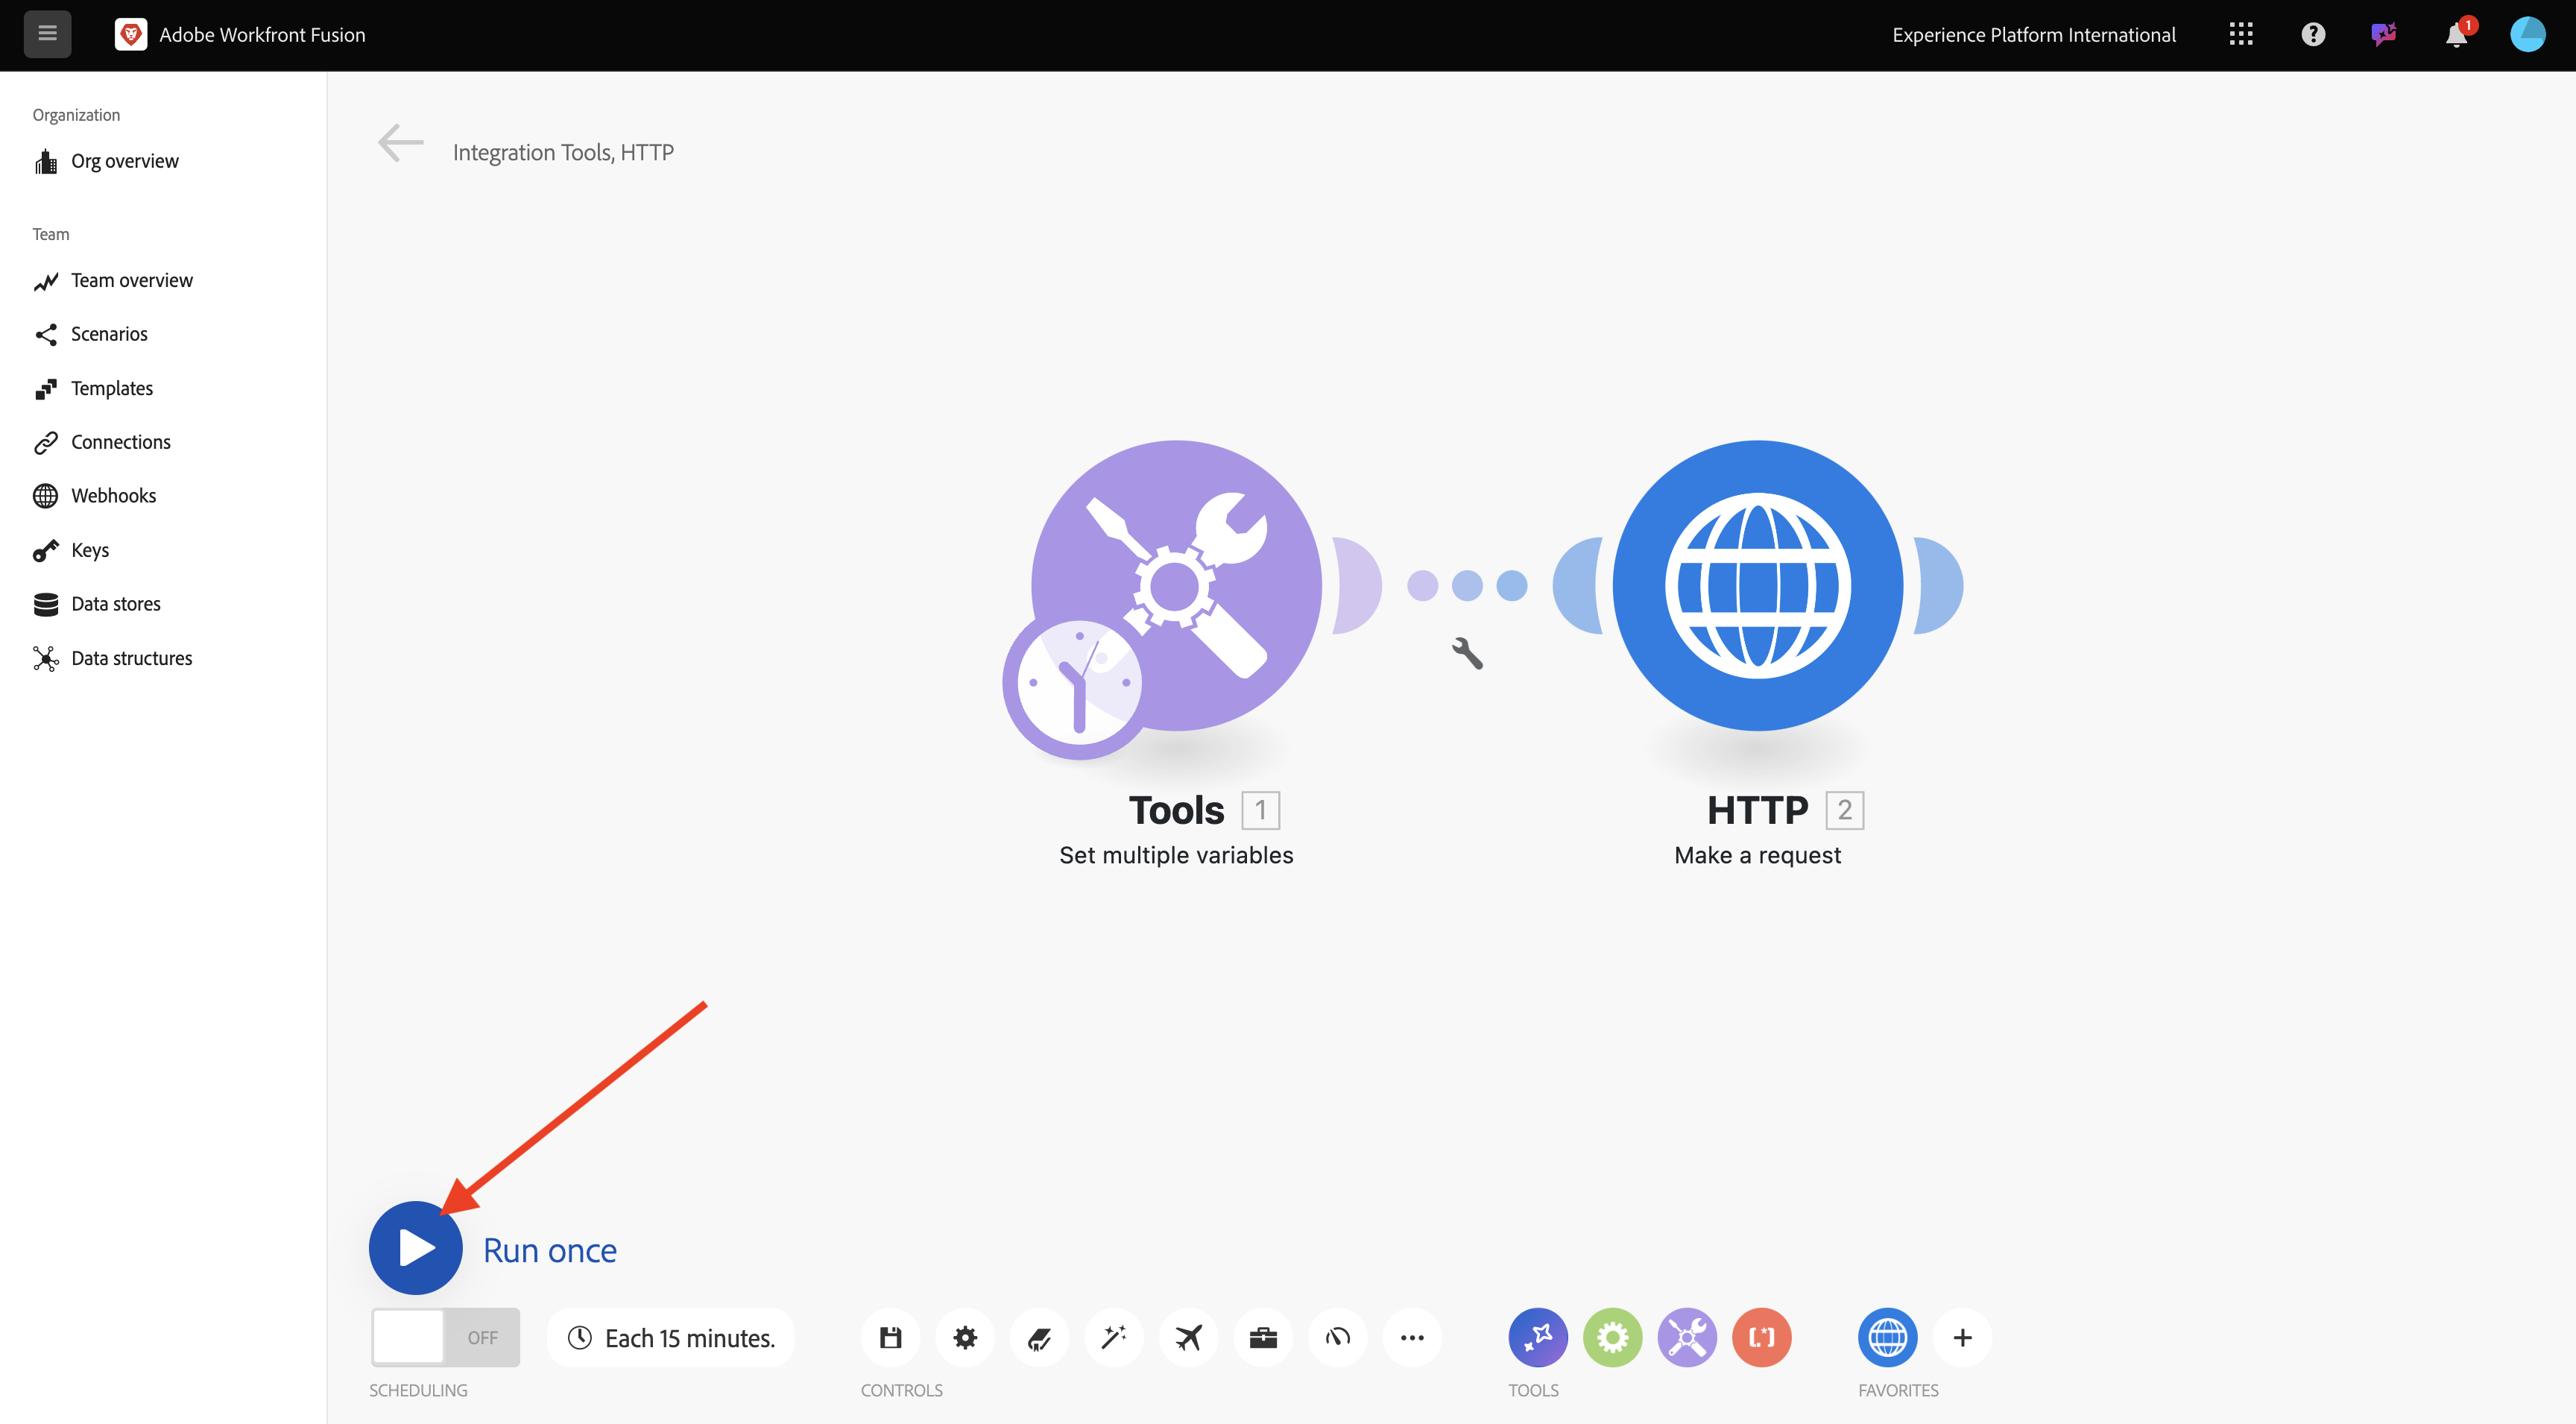 Adobe Workfront Fusion
Experience Platform International
1
Organization
Org overview
Team
Team overview
Scenarios
Templates
Connections
Webhooks
Keys
Data stores
Data structures
Integration Tools, HTTP
Tools 1
Set multiple variables
HTTP 2
Make a request
Run once
OFF
Each 15 minutes.
SCHEDULING
CONTROLS
TOOLS
FAVORITES